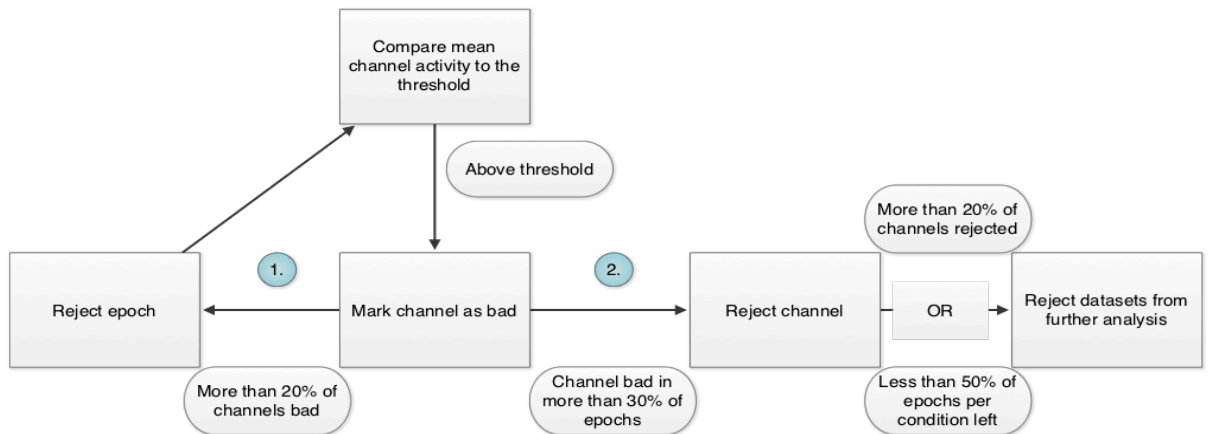 Compare mean
channel activity to the
threshold
Above threshold
More than 20% of
channels rejected
1.
2.
Reject epoch
Mark channel as bad
Reject channel
OR
Reject datasets from
further analysis
More than 20% of
channels bad
Channel bad in
more than 30% of
epochs
Less than 50% of
epochs per
condition left